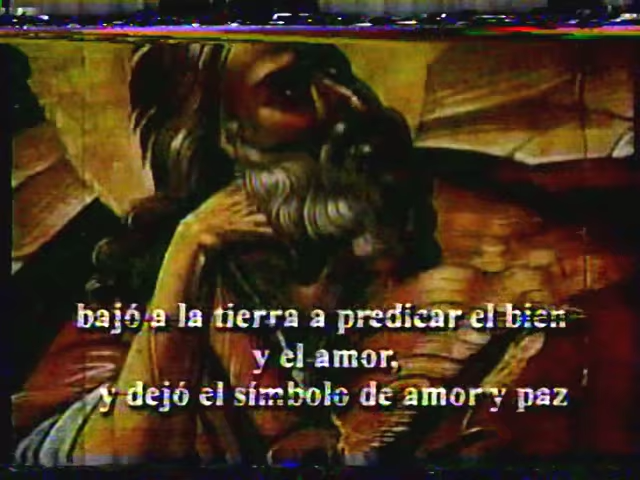 bajó a la tierra a predicar el bien
y el amor,
y dejó el símbolo de amor y paz